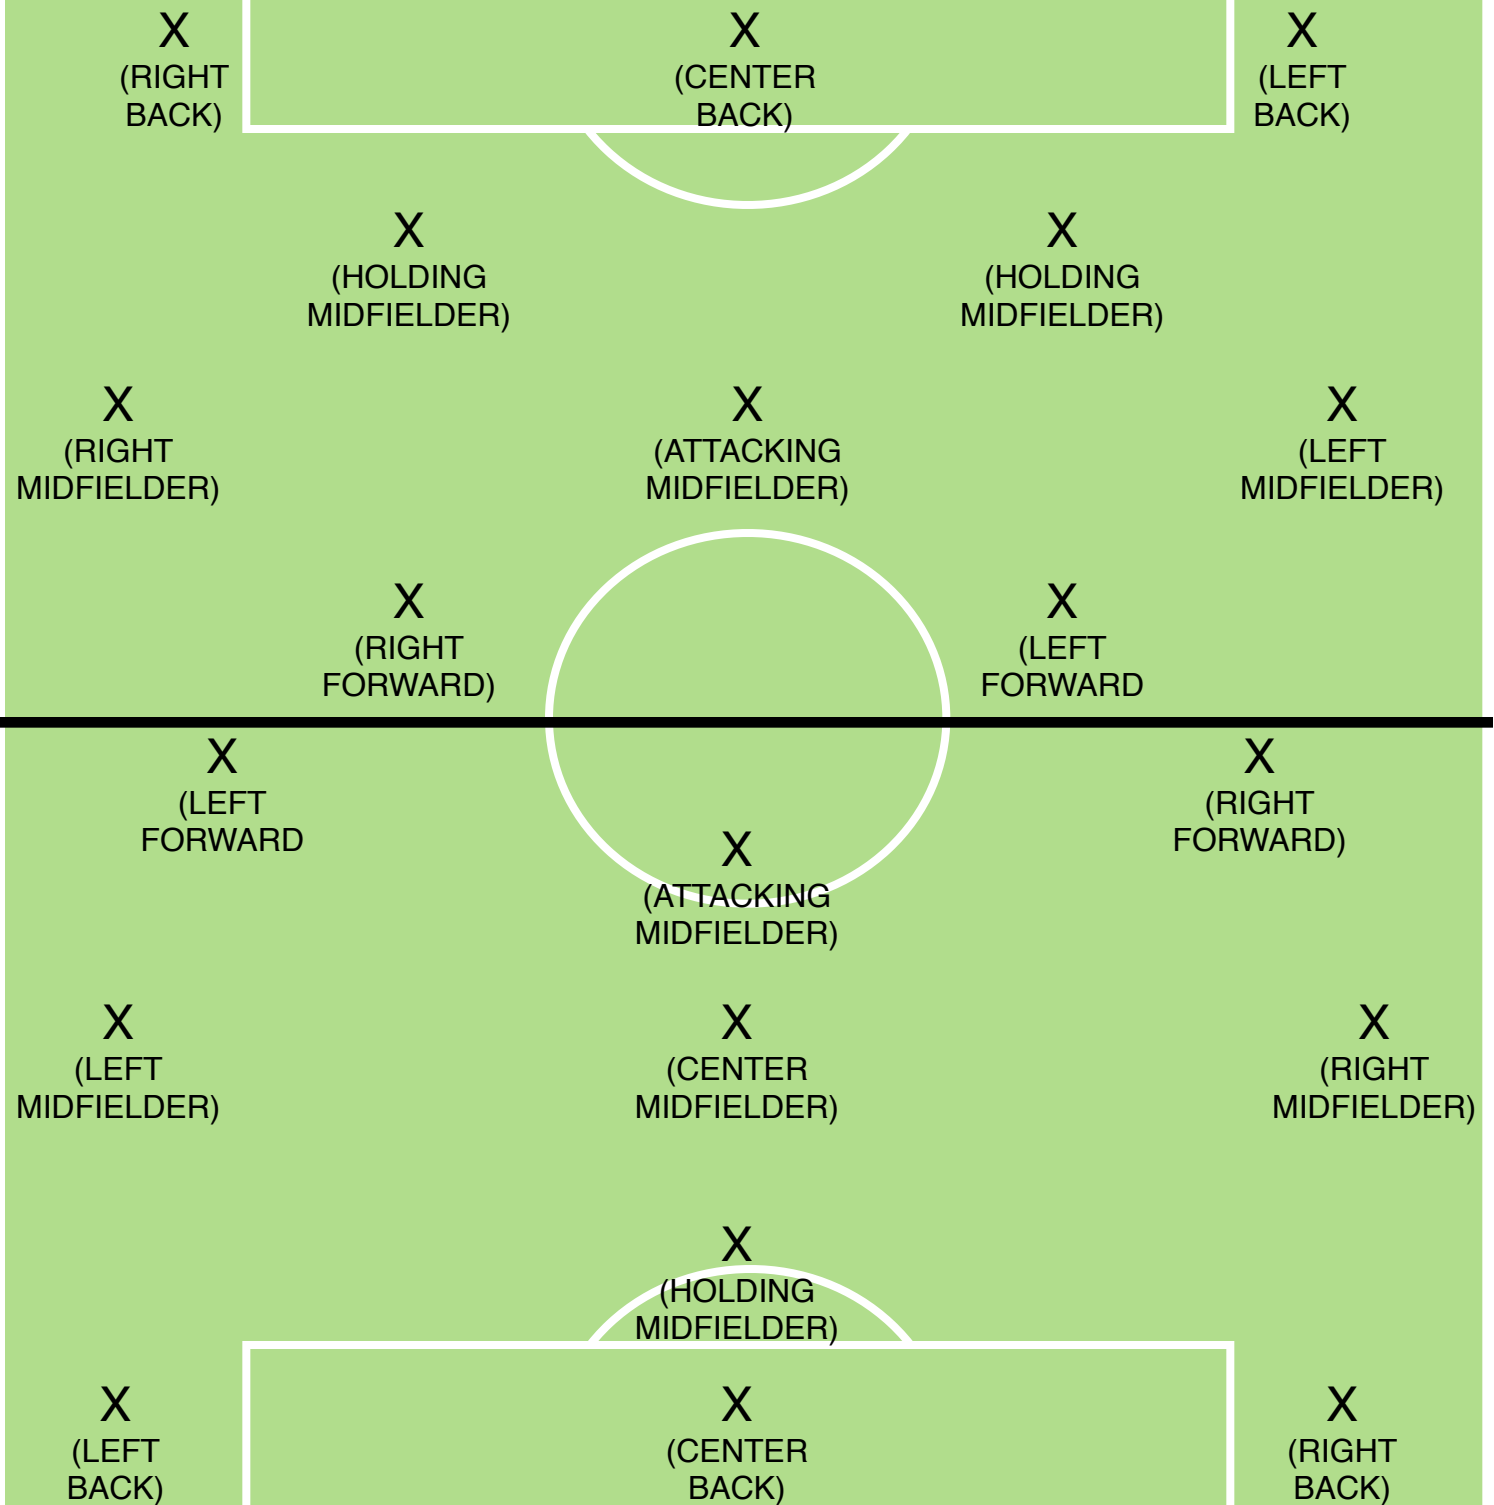 X X X
(RIGHT (CENTER (LEFT
BACK) BACK) BACK)
X X
(HOLDING (HOLDING
MIDFIELDER) MIDFIELDER)
X X X
(RIGHT (ATTACKING (LEFT
MIDFIELDER) MIDFIELDER) MIDFIELDER)
X X
(RIGHT (LEFT
FORWARD) FORWARD
X X
(LEFT (RIGHT
FORWARD FORWARD)
X
(ATTACKING
MIDFIELDER)
X X X
(LEFT (CENTER (RIGHT
MIDFIELDER) MIDFIELDER) MIDFIELDER)
X
(HOLDING
MIDFIELDER)
X X X
(LEFT (CENTER (RIGHT
BACK) BACK) BACK)